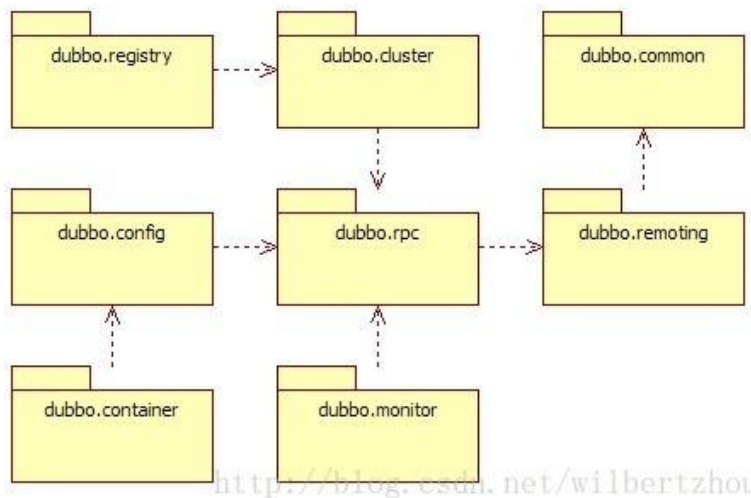 dubbo.registry
dubbo.cluster
dubbo.common
dubbo.config
dubbo.rpc
dubbo.remoting
dubbo.container
dubbo.monitor
http://blog.csdn.net/wilbertzhou